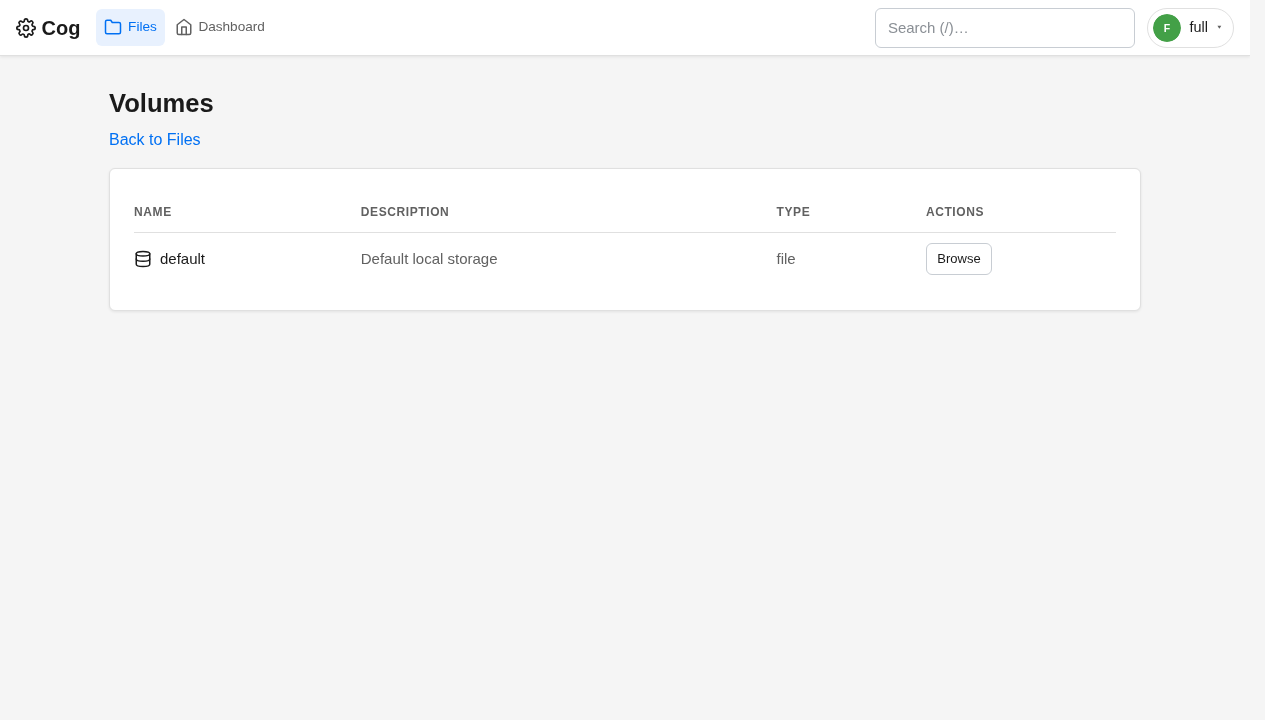 Cog Files Dashboard Search (/)… F full
Volumes
Back to Files
NAME DESCRIPTION TYPE ACTIONS
default Default local storage file Browse